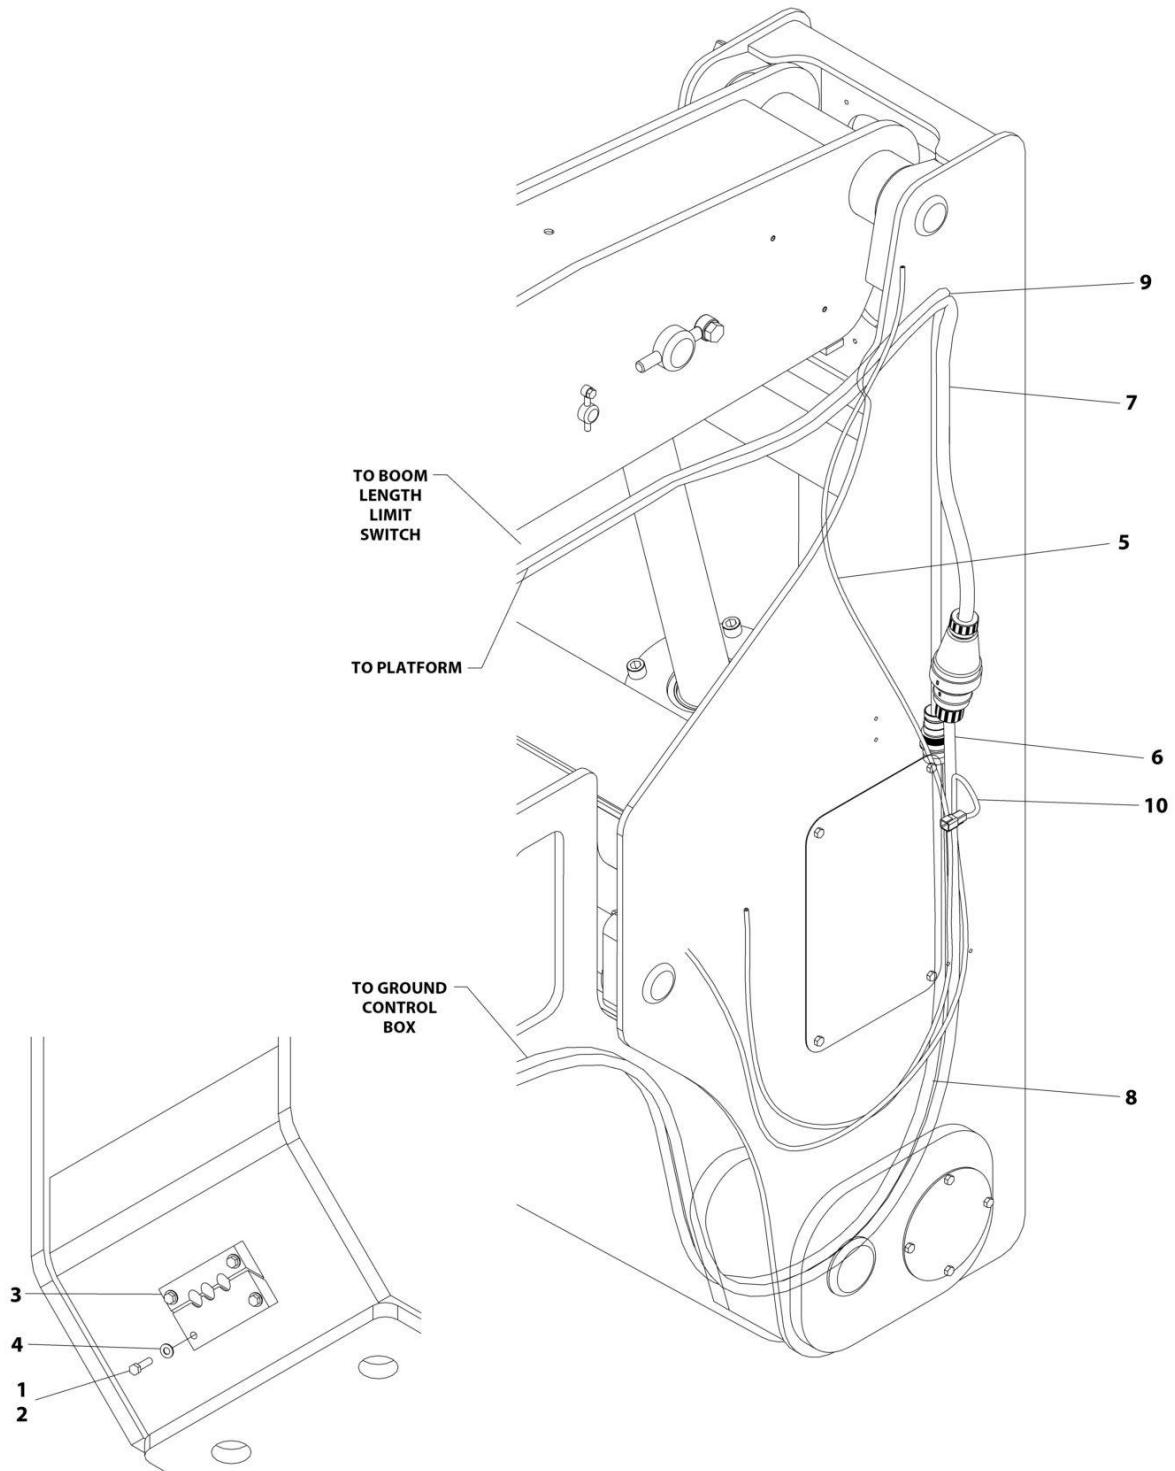 9
7
TO BOOM
LENGTH
LIMIT
SWITCH
5
TO PLATFORM
6
10
TO GROUND
CONTROL
BOX
8
3
4
1
2